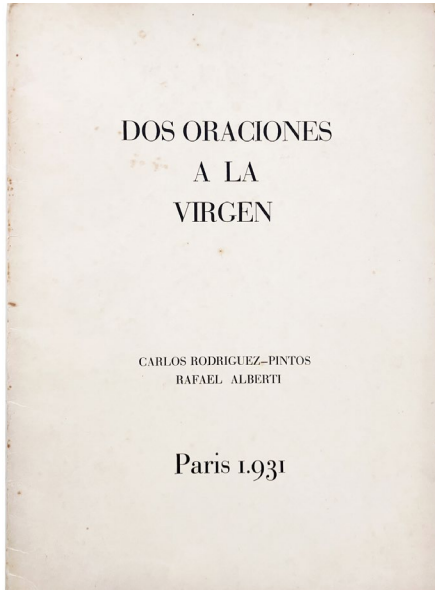 DOS ORACIONES
A LA
VIRGEN
CARLOS RODRIGUEZ-PINTOS
RAFAEL ALBERTI
Paris 1.931